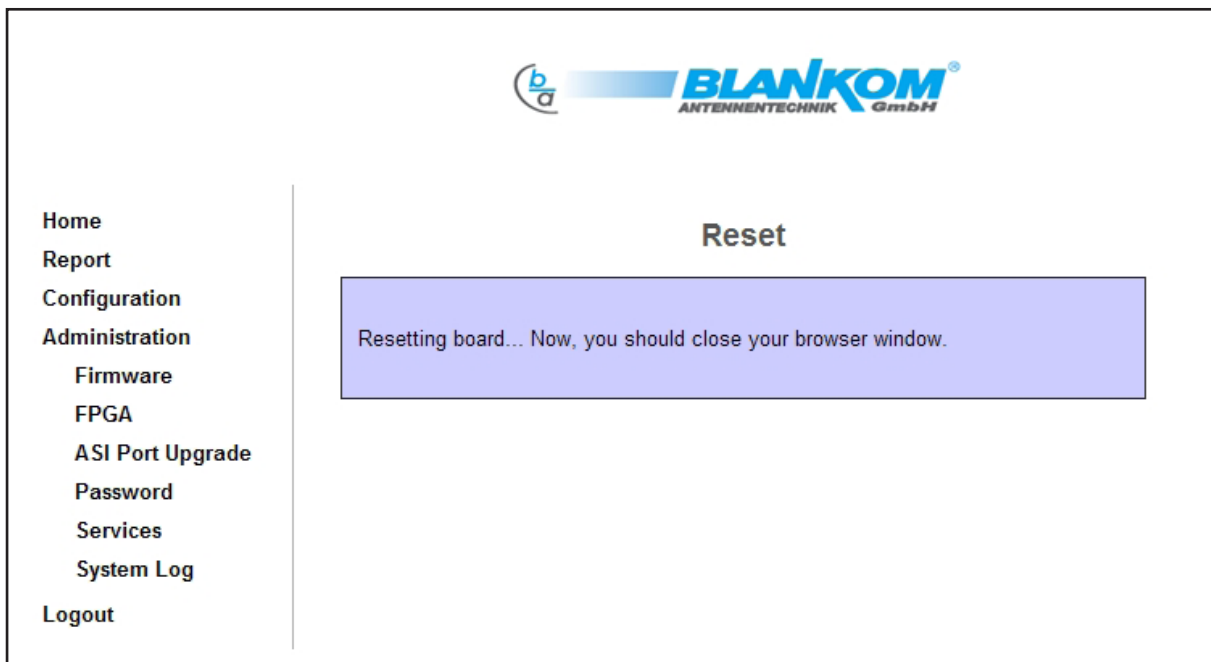 b
a
BLANKOM®
ANTENNENTECHNIK GmbH
Home
Report
Configuration
Administration
Firmware
FPGA
ASI Port Upgrade
Password
Services
System Log
Logout
Reset
Resetting board... Now, you should close your browser window.